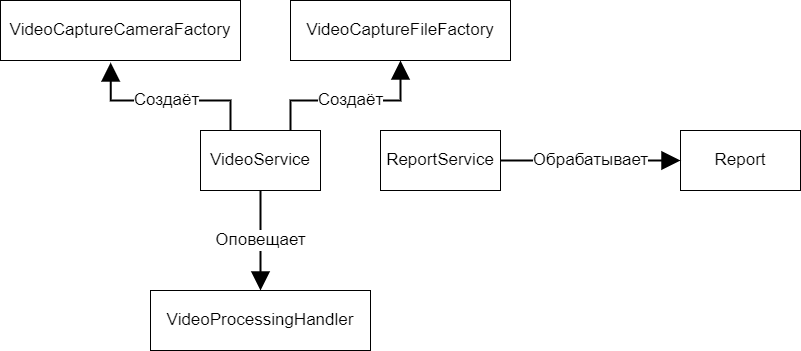 VideoCaptureCameraFactory
VideoCaptureFileFactory
Создаёт
Создаёт
VideoService
ReportService
Обрабатывает
Report
Оповещает
VideoProcessingHandler